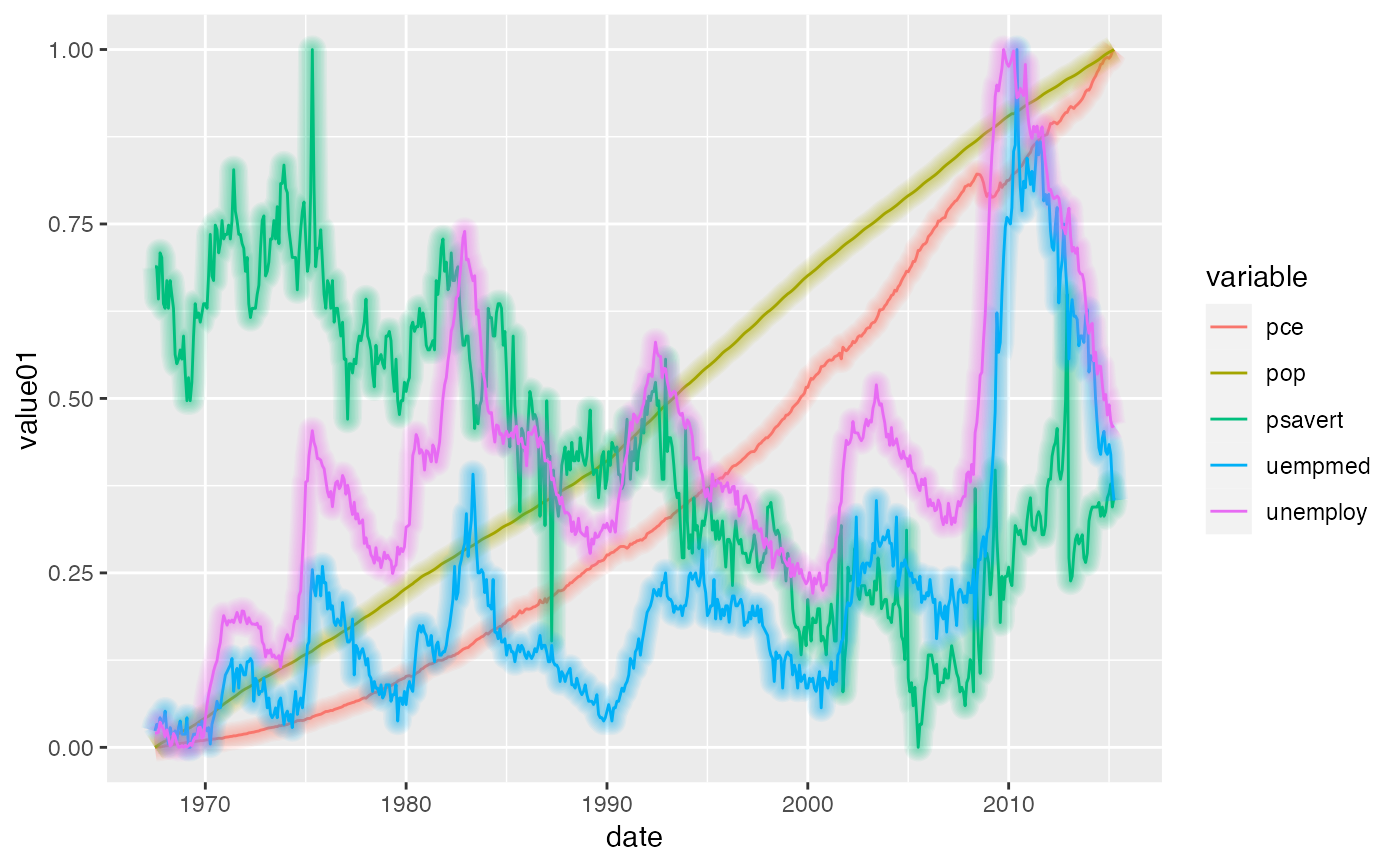 1.00
0.75
0.50
0.25
0.00
value01
1970 1980 1990 2000 2010
date
variable
pce
pop
psavert
uempmed
unemploy